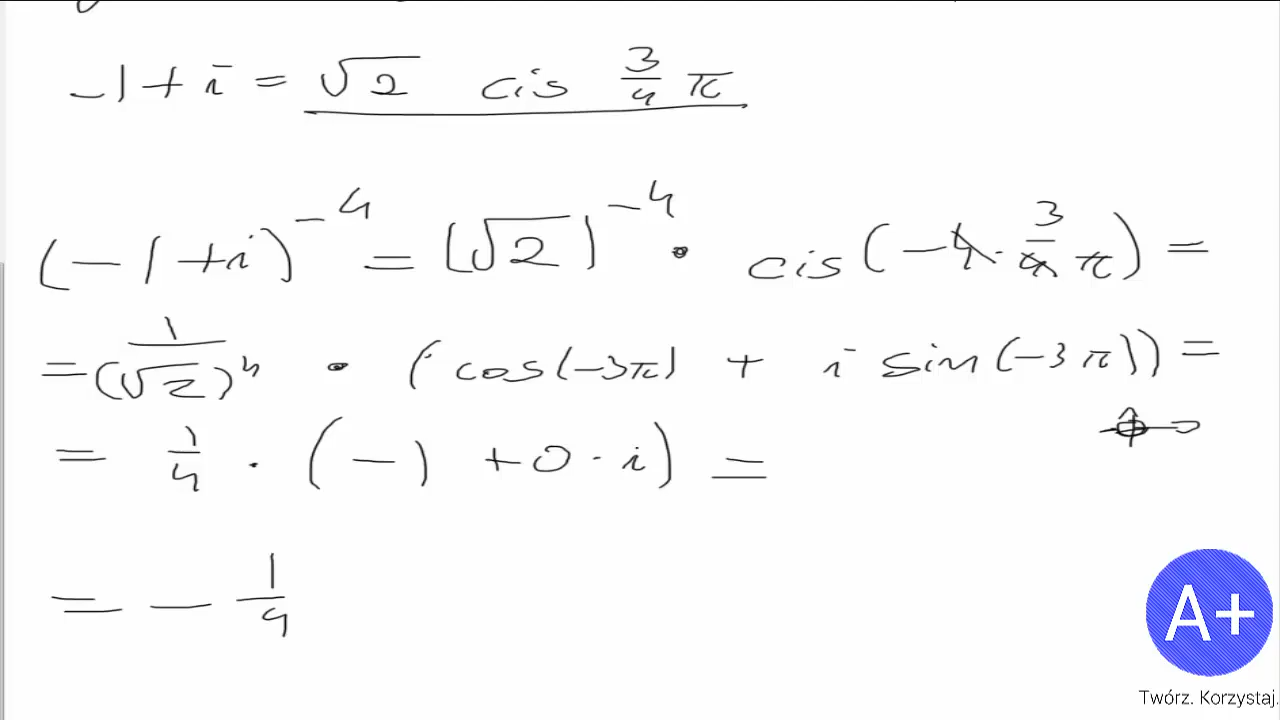 -1+i = √2 cis 3/4 π
(-1+i)^-4 = (√2)^-4 · cis(-4·3/4 π) =
= 1/(√2)^4 · (cos(-3π) + i sin(-3π)) =
= 1/4 · (-1 + 0·i) =
= - 1/4
A+
Twórz. Korzystaj.